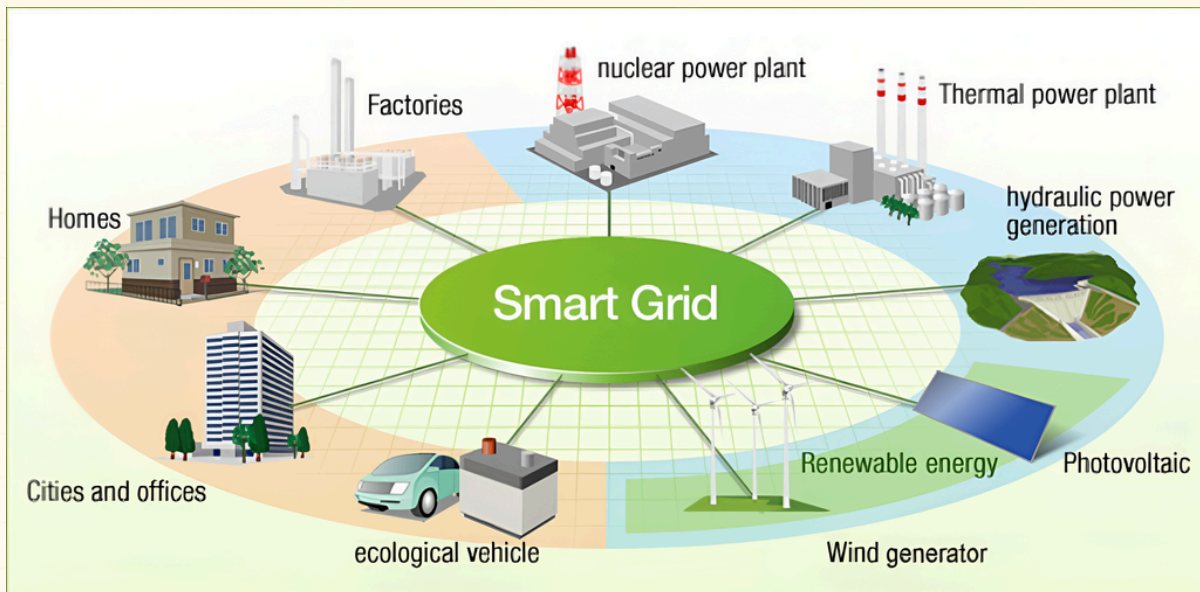 nuclear power plant
Factories
Thermal power plant
Homes
hydraulic power
generation
Smart Grid
Renewable energy
Photovoltaic
Cities and offices
ecological vehicle
Wind generator